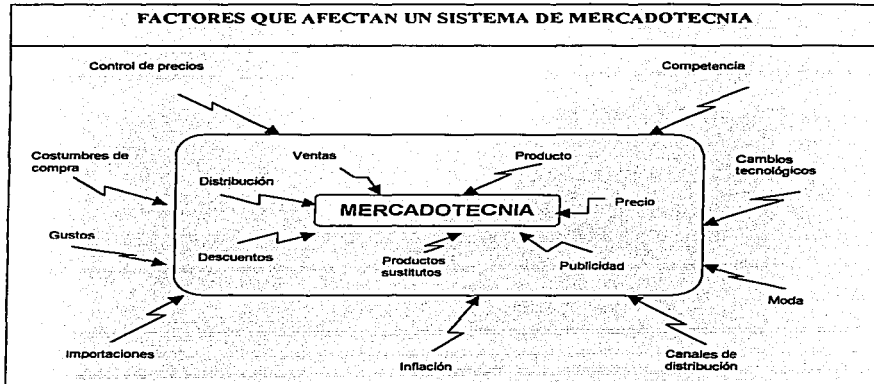 FACTORES QUE AFECTAN UN SISTEMA DE MERCADOTECNIA
Control de precios
Competencia
Costumbres de
compra
Ventas
Producto
Cambios
tecnológicos
Distribución
MERCADOTECNIA
Precio
Gustos
Descuentos
Productos
sustitutos
Publicidad
Moda
Importaciones
Inflación
Canales de
distribución